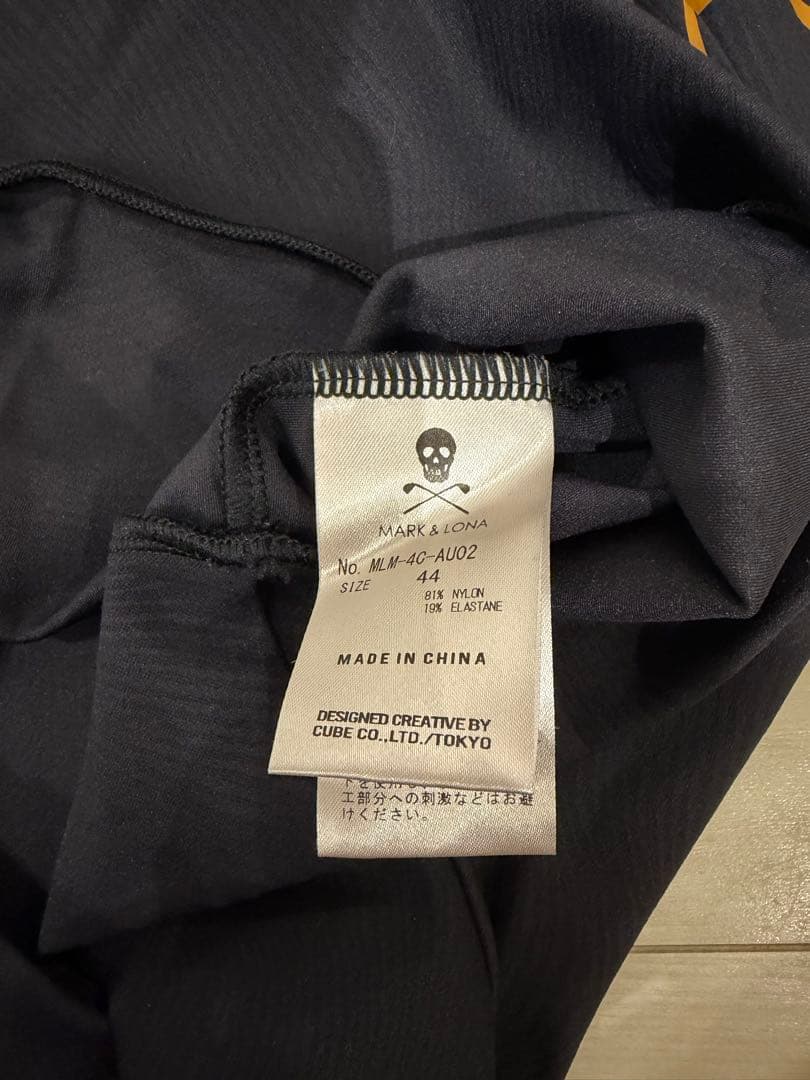 MARK & LONA
No. MLM-4C-AU02
SIZE 44
81% NYLON
19% ELASTANE
MADE IN CHINA
DESIGNED CREATIVE BY
CUBE CO.,LTD./TOKYO
工部分への刺激などはお避
けください。